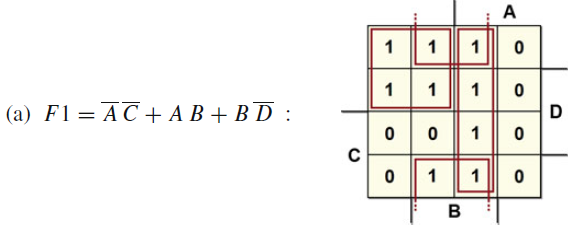 A
(a) F1 = A̅ C̅ + A B + B D̅ :
1 1 1 0
1 1 1 0
D
0 0 1 0
C
0 1 1 0
B